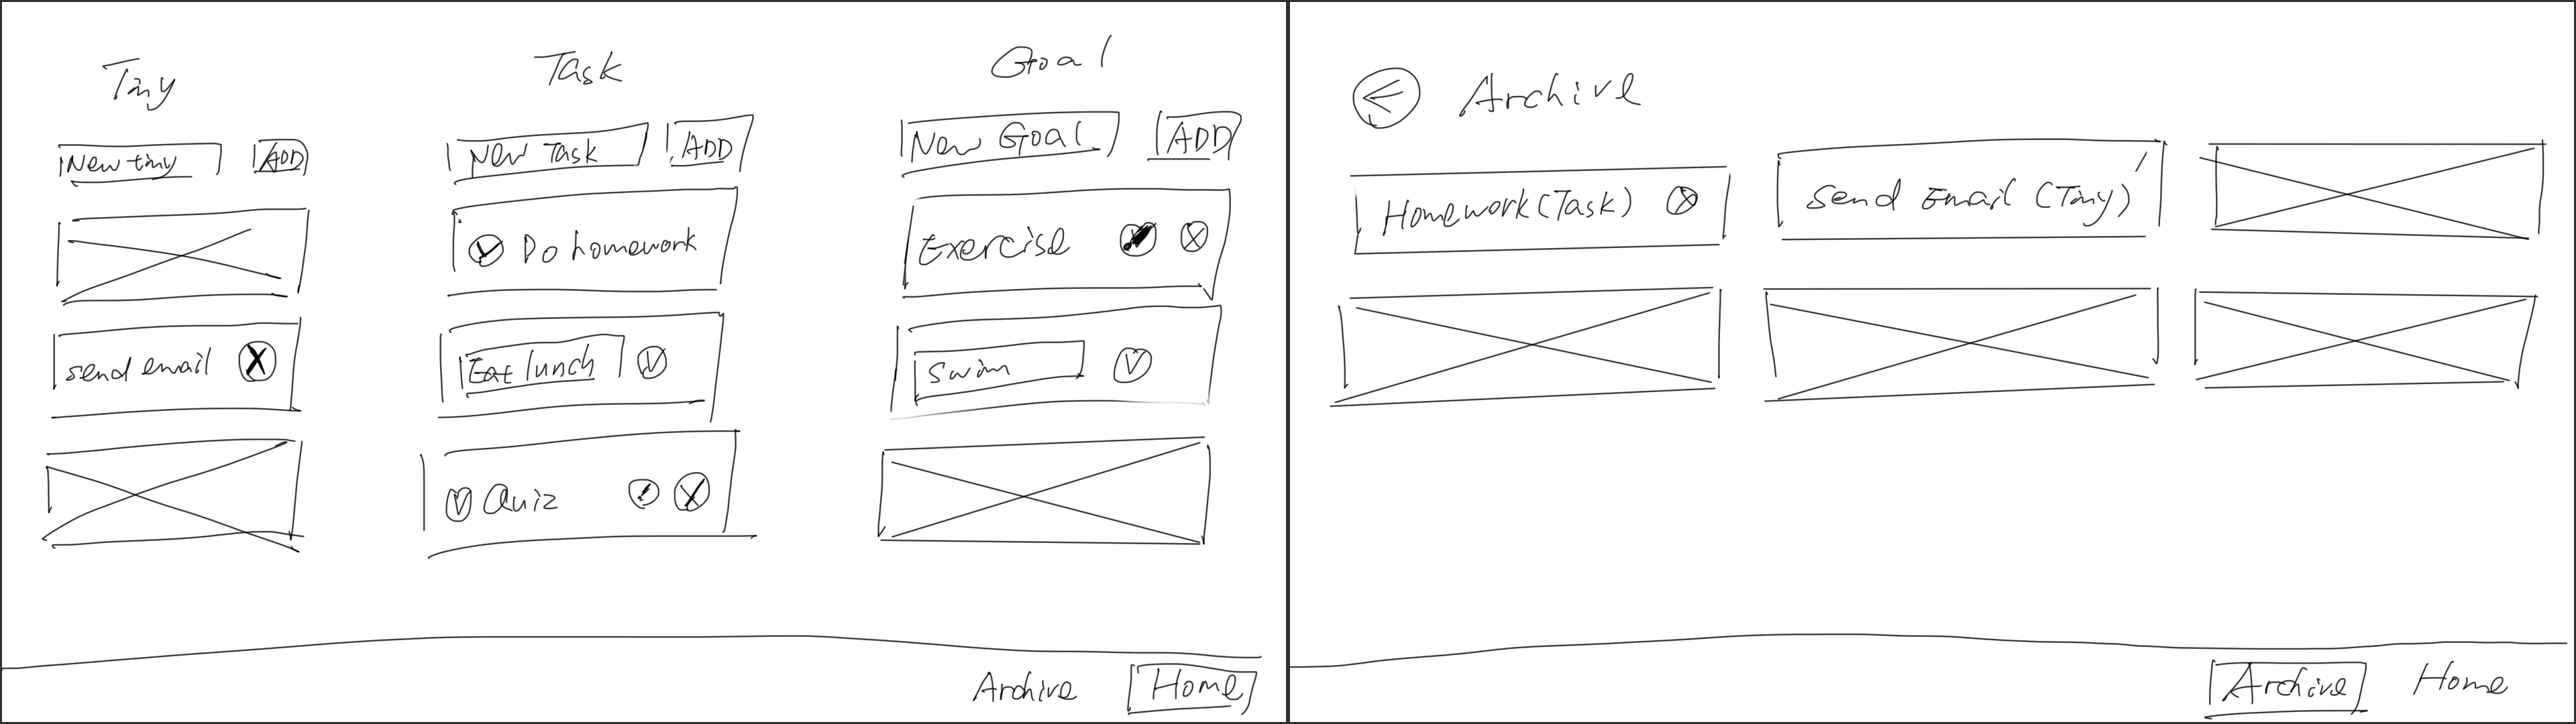 Tiny
New tiny ADD
send email
Task
New Task ADD
Do homework
Eat lunch
Quiz
Goal
New Goal ADD
Exercise
Swim
Archive Home
Archive
Homework (Task)
Send Email (Tiny)
Archive Home